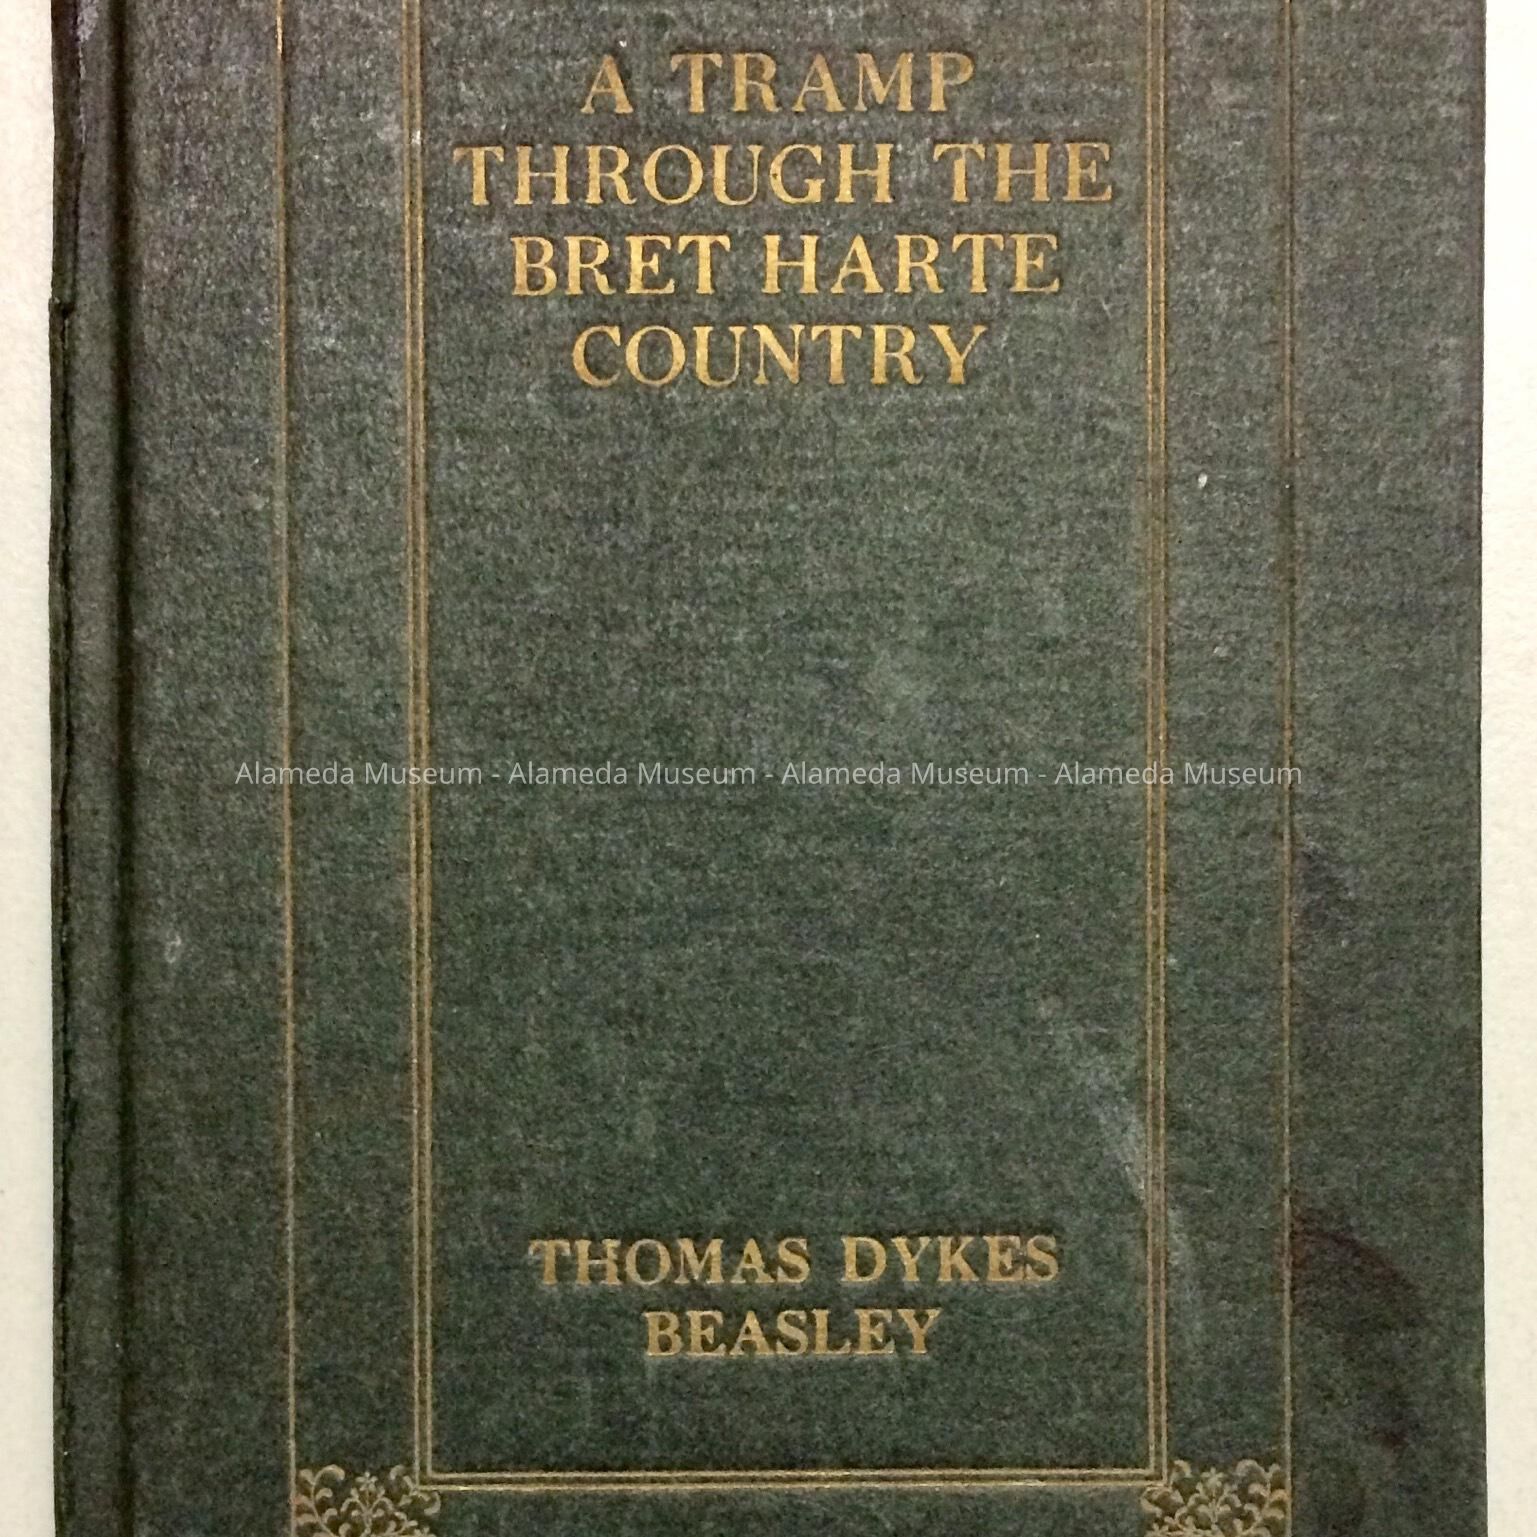 A TRAMP
THROUGH THE
BRET HARTE
COUNTRY
Alameda Museum - Alameda Museum - Alameda Museum - Alameda Museum
THOMAS DYKES
BEASLEY